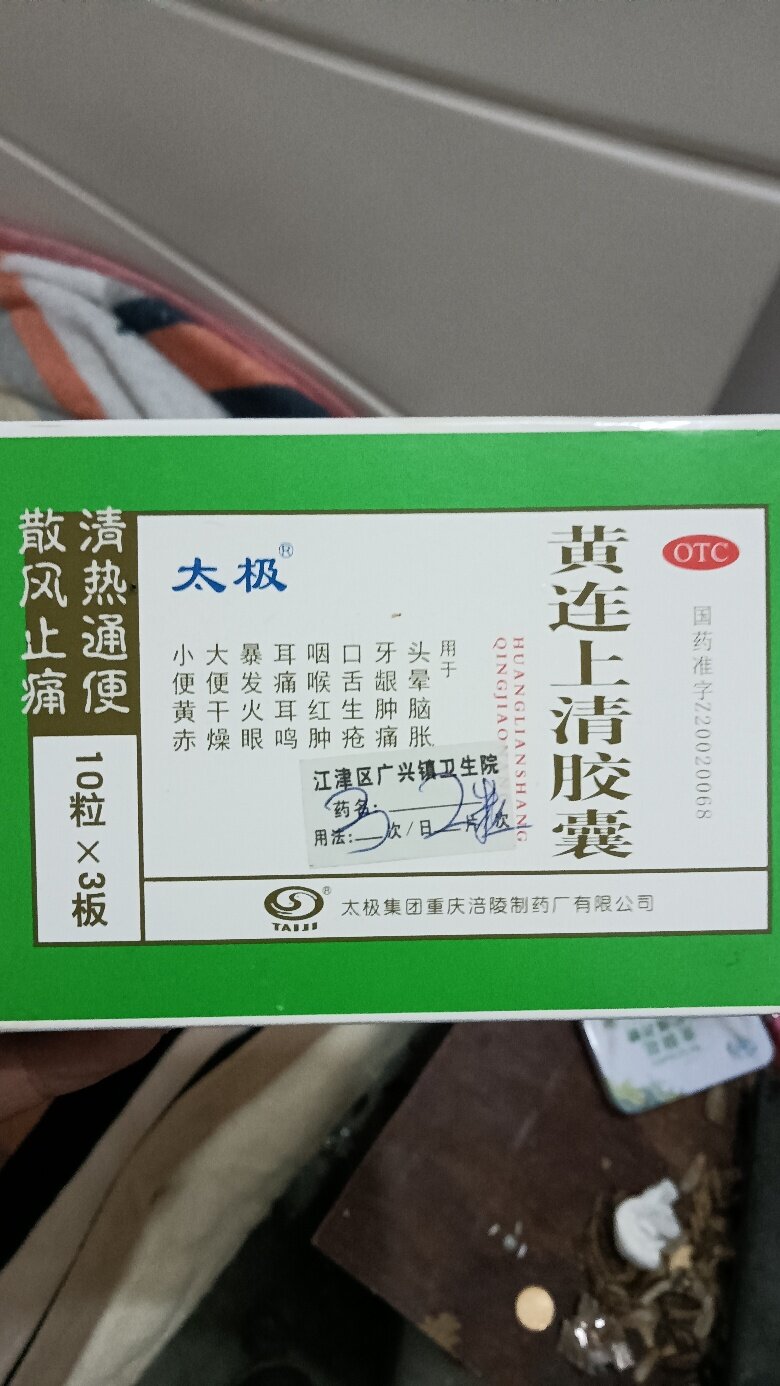 OTC
国药准字Z20020068
黄连上清胶囊
HUANGLIANSHANG
太极®
用于
头晕脑胀
牙龈肿痛
口舌生疮
咽喉红肿
耳痛耳鸣
暴发火眼
大便干燥
小便黄赤
江津区广兴镇卫生院
药名:
用法:3次/日2粒/次
清热通便
散风止痛
10粒×3板
TAIJI®
太极集团重庆涪陵制药厂有限公司